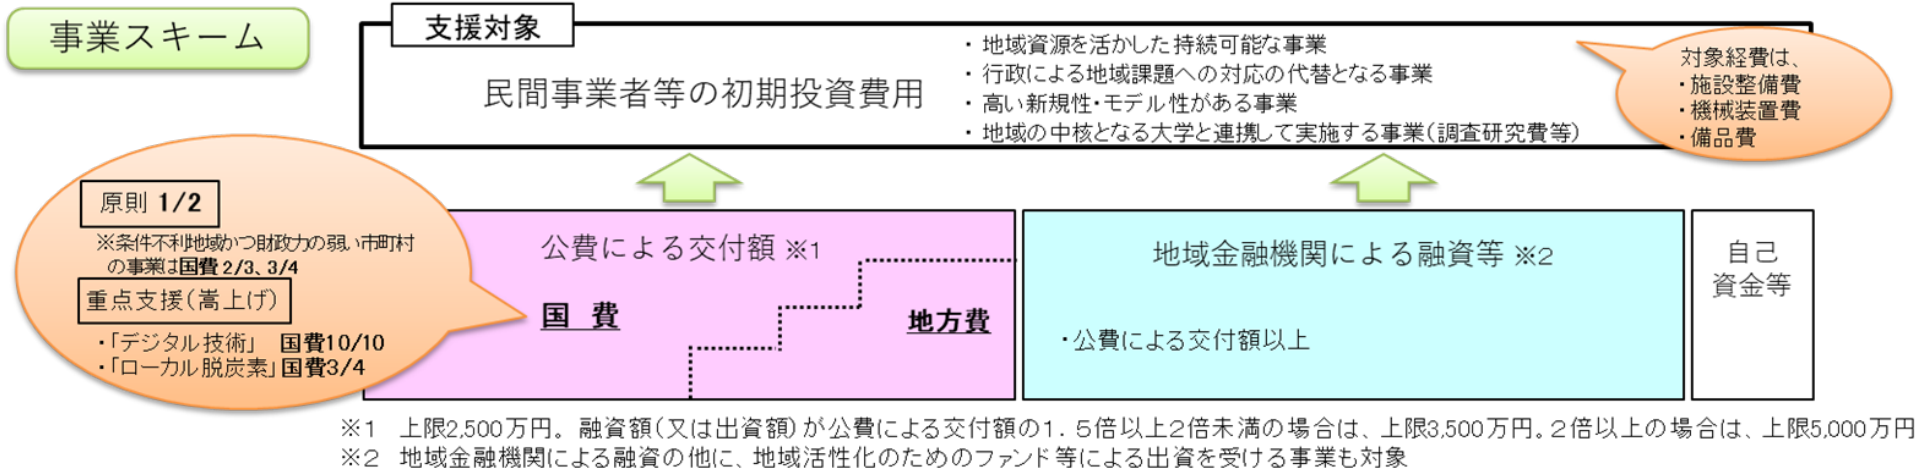 事業スキーム
支援対象
民間事業者等の初期投資費用
・地域資源を活かした持続可能な事業
・行政による地域課題への対応の代替となる事業
・高い新規性・モデル性がある事業
・地域の中核となる大学と連携して実施する事業（調査研究費等）
対象経費は、
・施設整備費
・機械装置費
・備品費
原則 1/2
※条件不利地域かつ財政力の弱い市町村
の事業は国費2/3、3/4
重点支援（嵩上げ）
・「デジタル技術」 国費10/10
・「ローカル脱炭素」国費3/4
公費による交付額 ※1
国 費
地方費
地域金融機関による融資等 ※2
・公費による交付額以上
自己
資金等
※1 上限2,500万円。融資額（又は出資額）が公費による交付額の1．5倍以上2倍未満の場合は、上限3,500万円。2倍以上の場合は、上限5,000万円
※2 地域金融機関による融資の他に、地域活性化のためのファンド等による出資を受ける事業も対象